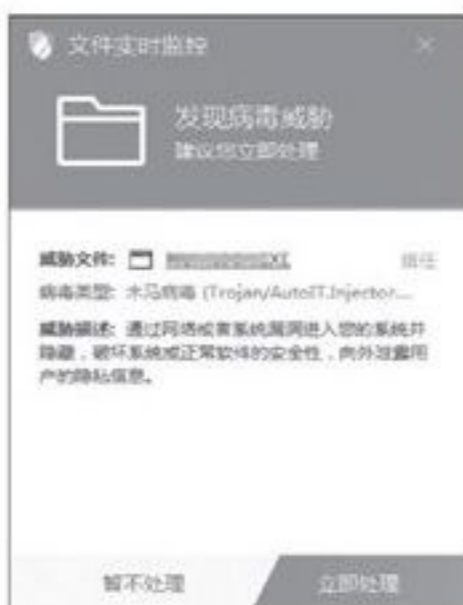 文件实时监控
发现病毒威胁
建议您立即处理
威胁文件:
信任
病毒类型: 木马病毒 (Trojan/AutoIT.Injector...
威胁描述: 通过网络或者系统漏洞进入您的系统并
隐藏，破坏系统或正常软件的安全性，向外泄露用
户的隐私信息。
暂不处理
立即处理